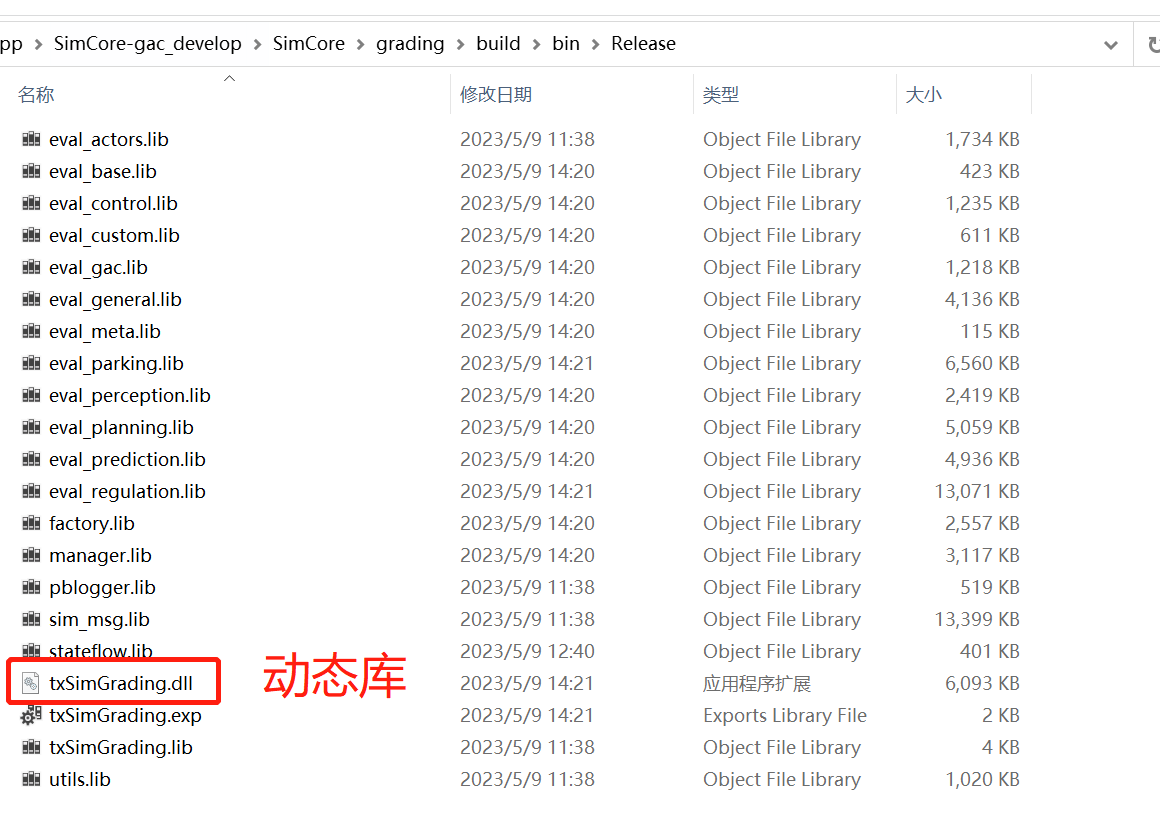 pp > SimCore-gac_develop > SimCore > grading > build > bin > Release
名称 修改日期 类型 大小
eval_actors.lib 2023/5/9 11:38 Object File Library 1,734 KB
eval_base.lib 2023/5/9 14:20 Object File Library 423 KB
eval_control.lib 2023/5/9 14:20 Object File Library 1,235 KB
eval_custom.lib 2023/5/9 14:20 Object File Library 611 KB
eval_gac.lib 2023/5/9 14:20 Object File Library 1,218 KB
eval_general.lib 2023/5/9 14:20 Object File Library 4,136 KB
eval_meta.lib 2023/5/9 14:20 Object File Library 115 KB
eval_parking.lib 2023/5/9 14:21 Object File Library 6,560 KB
eval_perception.lib 2023/5/9 14:20 Object File Library 2,419 KB
eval_planning.lib 2023/5/9 14:20 Object File Library 5,059 KB
eval_prediction.lib 2023/5/9 14:20 Object File Library 4,936 KB
eval_regulation.lib 2023/5/9 14:21 Object File Library 13,071 KB
factory.lib 2023/5/9 14:20 Object File Library 2,557 KB
manager.lib 2023/5/9 14:20 Object File Library 3,117 KB
pblogger.lib 2023/5/9 11:38 Object File Library 519 KB
sim_msg.lib 2023/5/9 11:38 Object File Library 13,399 KB
stateflow.lib 2023/5/9 12:40 Object File Library 401 KB
txSimGrading.dll 动态库 2023/5/9 14:21 应用程序扩展 6,093 KB
txSimGrading.exp 2023/5/9 14:21 Exports Library File 2 KB
txSimGrading.lib 2023/5/9 11:38 Object File Library 4 KB
utils.lib 2023/5/9 11:38 Object File Library 1,020 KB